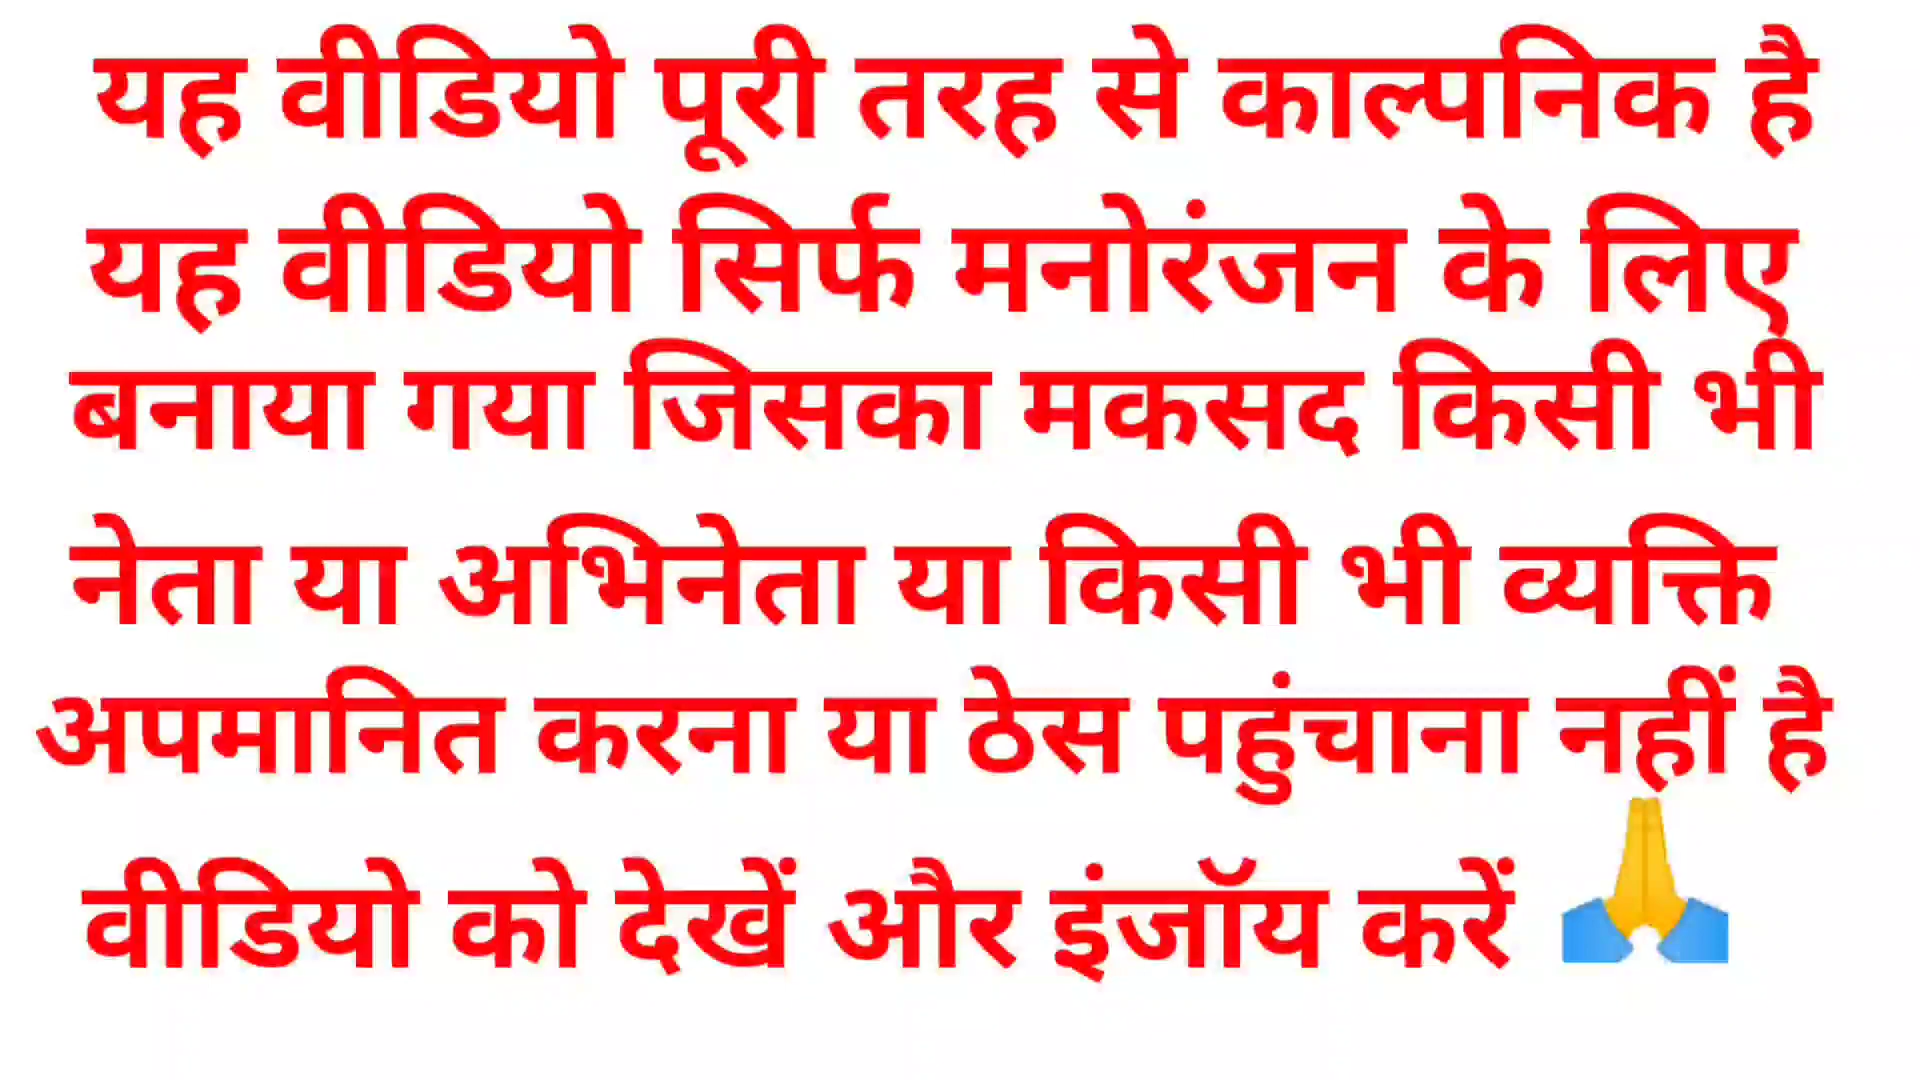 यह वीडियो पूरी तरह से काल्पनिक है
यह वीडियो सिर्फ मनोरंजन के लिए
बनाया गया जिसका मकसद किसी भी
नेता या अभिनेता या किसी भी व्यक्ति
अपमानित करना या ठेस पहुंचाना नहीं है
वीडियो को देखें और इंजॉय करें 🙏